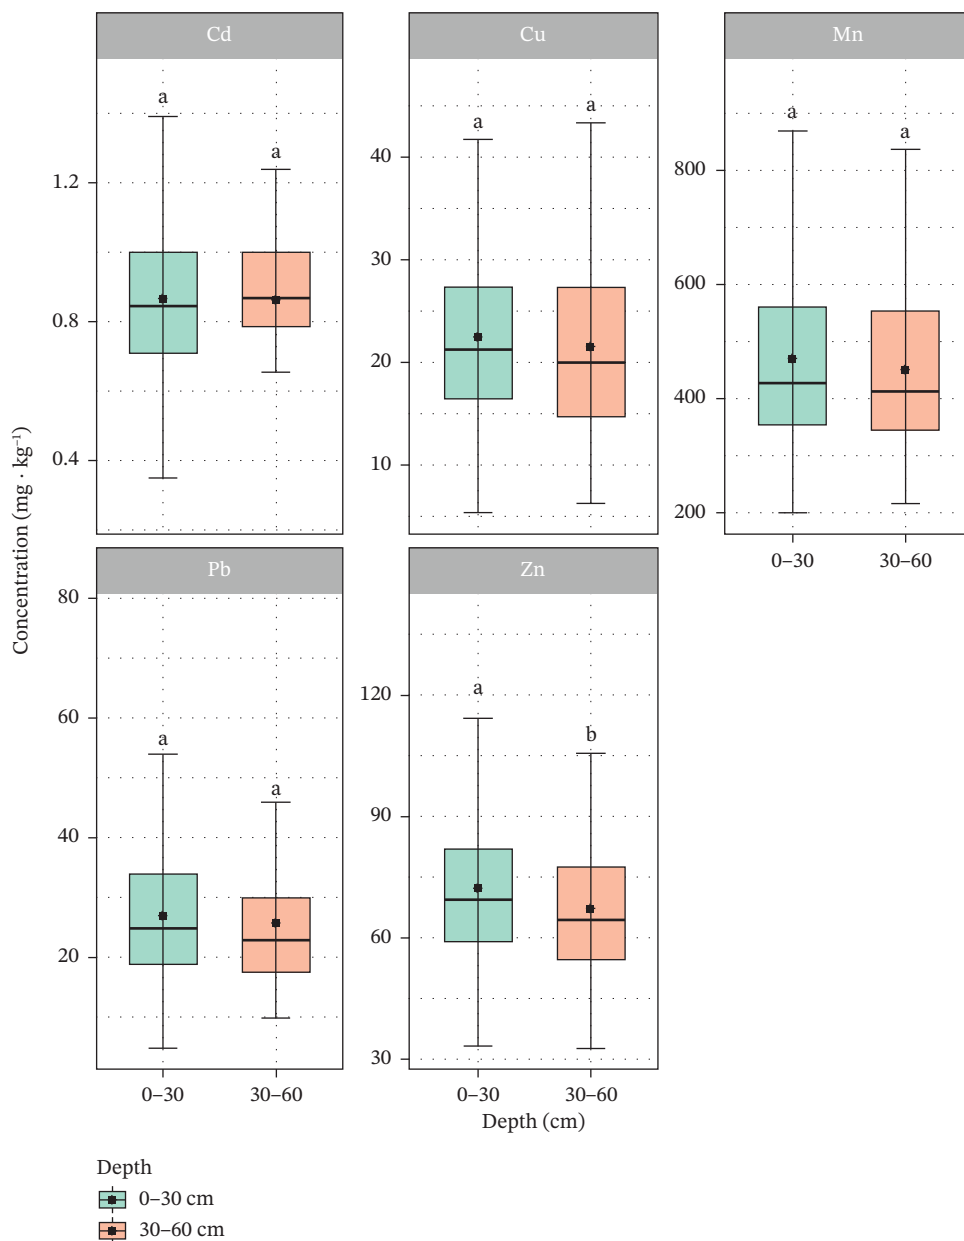 Cd
Cu
Mn
a
a
a
a
a
a
1.2
0.8
0.4
40
30
20
10
800
600
400
200
0–30
30–60
Concentration (mg · kg⁻¹)
Pb
Zn
80
60
40
20
a
a
120
90
60
30
a
b
0–30
30–60
0–30
30–60
Depth (cm)
Depth
0–30 cm
30–60 cm